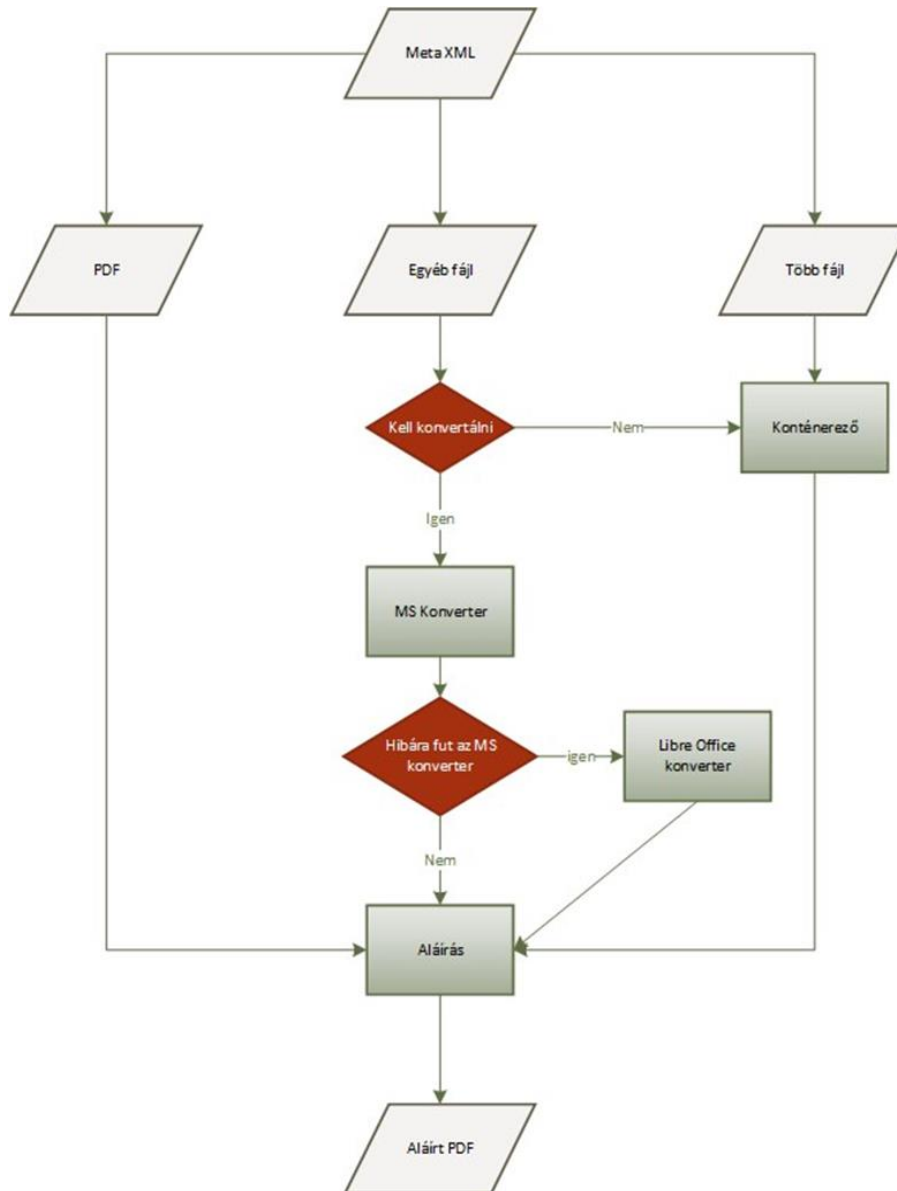 Meta XML
PDF
Egyéb fájl
Több fájl
Kell konvertálni
Nem
Konténerező
Igen
MS Konverter
Hibára fut az MS
konverter
igen
Libre Office
konverter
Nem
Aláírás
Aláírt PDF